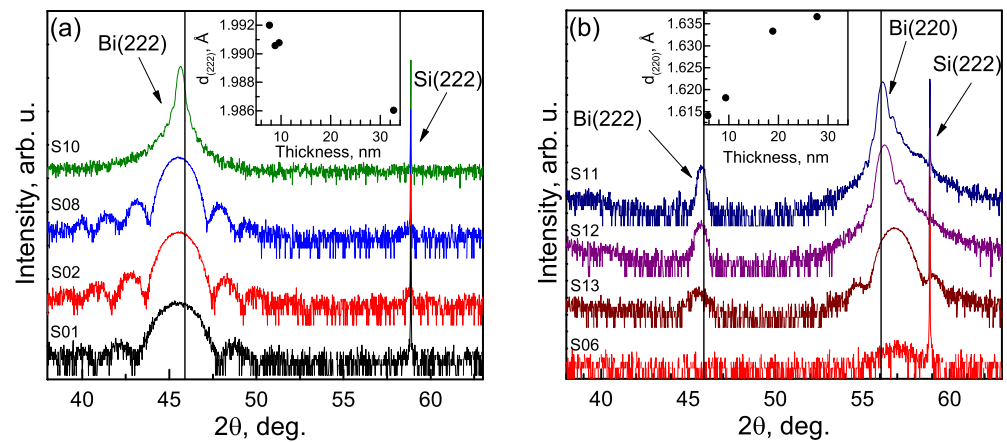 (a)
Bi(222)
Si(222)
S10
S08
S02
S01
Intensity, arb. u.
40 45 50 55 60
2θ, deg.
1.992
1.990
1.988
1.986
d(222), Å
10 20 30
Thickness, nm
(b)
Bi(220)
Si(222)
Bi(222)
S11
S12
S13
S06
Intensity, arb. u.
40 45 50 55 60
2θ, deg.
1.635
1.630
1.625
1.620
1.615
d(220), Å
10 20 30
Thickness, nm